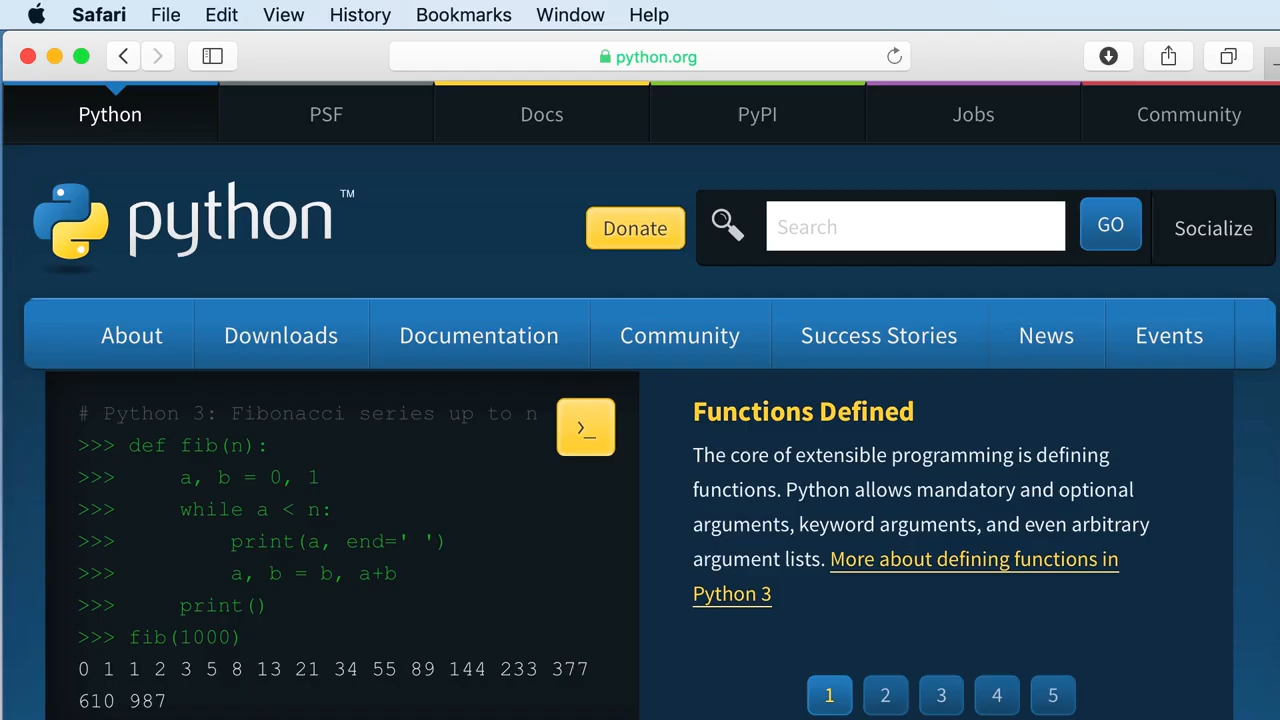 Safari File Edit View History Bookmarks Window Help
python.org
Python PSF Docs PyPI Jobs Community
python™
Donate Search GO Socialize
About Downloads Documentation Community Success Stories News Events
# Python 3: Fibonacci series up to n
>>> def fib(n):
>>>     a, b = 0, 1
>>>     while a < n:
>>>         print(a, end=' ')
>>>         a, b = b, a+b
>>>     print()
>>> fib(1000)
0 1 1 2 3 5 8 13 21 34 55 89 144 233 377
610 987
>_
Functions Defined
The core of extensible programming is defining
functions. Python allows mandatory and optional
arguments, keyword arguments, and even arbitrary
argument lists. More about defining functions in
Python 3
1 2 3 4 5